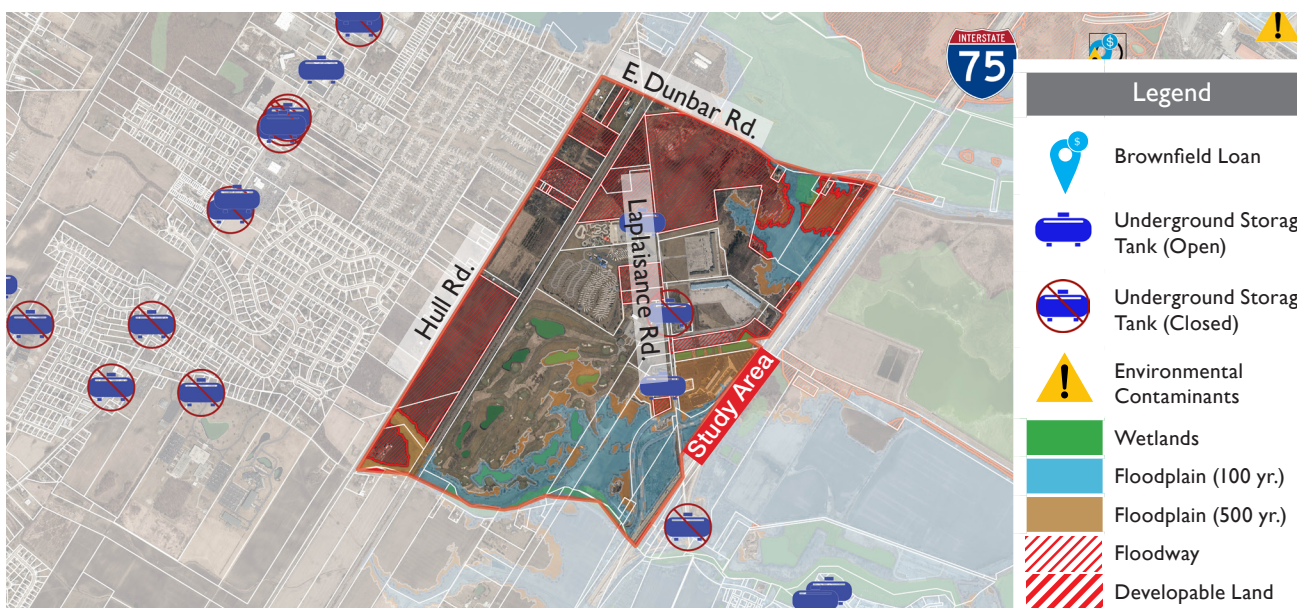 INTERSTATE
75
E. Dunbar Rd.
Laplaisance Rd.
Hull Rd.
Study Area
Legend
$
$
Brownfield Loan
Underground Storag
Tank (Open)
Underground Storag
Tank (Closed)
!
!
Environmental
Contaminants
Wetlands
Floodplain (100 yr.)
Floodplain (500 yr.)
Floodway
Developable Land